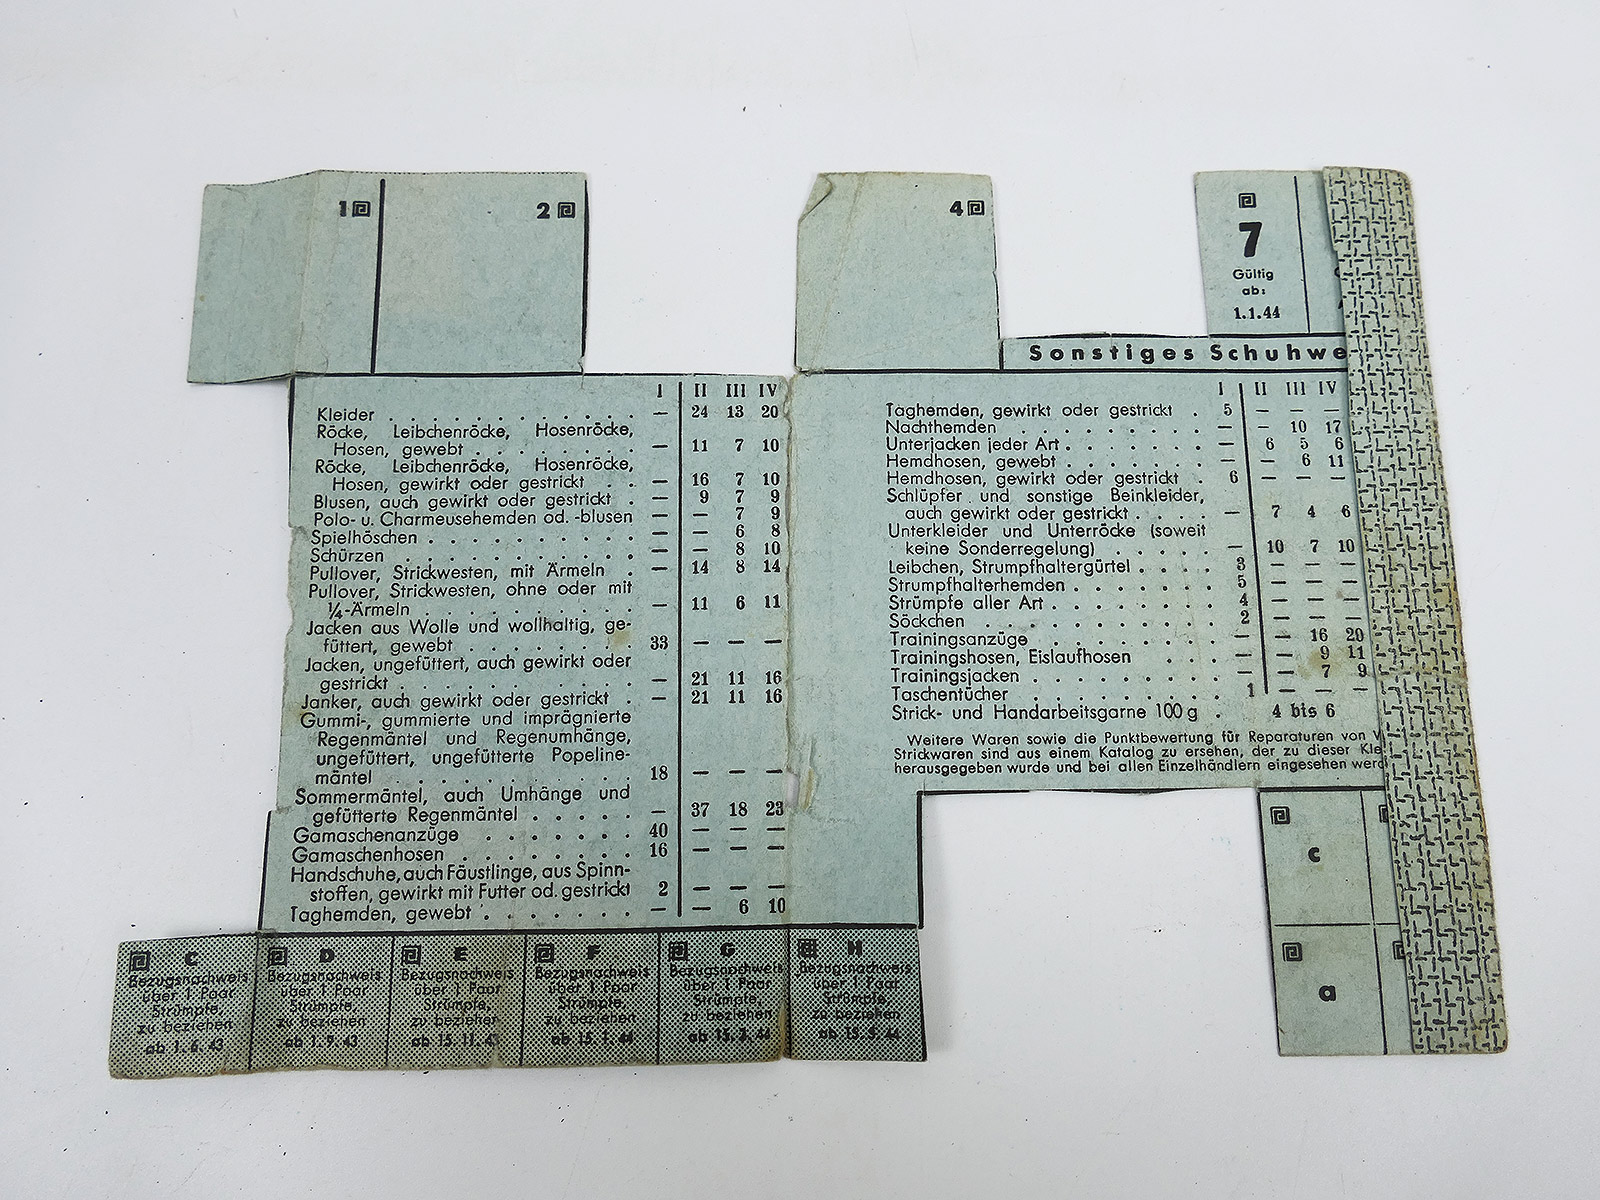 1
2
4
7
Gültig
ab:
1.1.44
Sonstiges Schuhwe
I II III IV
Kleider . . . . . . . . . . . . — 24 13 20
Röcke, Leibchenröcke, Hosenröcke,
Hosen, gewebt . . . . . . . . — 11 7 10
Röcke, Leibchenröcke, Hosenröcke,
Hosen, gewirkt oder gestrickt . . — 16 7 10
Blusen, auch gewirkt oder gestrickt . — 9 7 9
Polo- u. Charmeusehemden od. -blusen — — 7 9
Spielhöschen . . . . . . . . . . — — 6 8
Schürzen . . . . . . . . . . . — — 8 10
Pullover, Strickwesten, mit Ärmeln . — 14 8 14
Pullover, Strickwesten, ohne oder mit
¼-Ärmeln . . . . . . . . . . — 11 6 11
Jacken aus Wolle und wollhaltig, ge-
füttert, gewebt . . . . . . . . 33 — — —
Jacken, ungefüttert, auch gewirkt oder
gestrickt . . . . . . . . . . . — 21 11 16
Janker, auch gewirkt oder gestrickt . — 21 11 16
Gummi-, gummierte und imprägnierte
Regenmäntel und Regenumhänge,
ungefüttert, ungefütterte Popeline-
mäntel . . . . . . . . . . . . 18 — — —
Sommermäntel, auch Umhänge und
gefütterte Regenmäntel . . . . . — 37 18 23
Gamaschenanzüge . . . . . . . 40 — — —
Gamaschenhosen . . . . . . . . 16 — — —
Handschuhe, auch Fäustlinge, aus Spinn-
stoffen, gewirkt mit Futter od. gestrickt 2 — — —
Taghemden, gewebt . . . . . . . — — 6 10
I II III IV
Taghemden, gewirkt oder gestrickt . 5 — — —
Nachthemden . . . . . . . . . — — 10 17
Unterjacken jeder Art . . . . . . . — 6 5 6
Hemdhosen, gewebt . . . . . . . — — 6 11
Hemdhosen, gewirkt oder gestrickt . 6 — — —
Schlüpfer und sonstige Beinkleider,
auch gewirkt oder gestrickt . . . . — 7 4 6
Unterkleider und Unterröcke (soweit
keine Sonderregelung) . . . . . — 10 7 10
Leibchen, Strumpfhaltergürtel . . . . 3 — — —
Strumpfhalterhemden . . . . . . . 5 — — —
Strümpfe aller Art . . . . . . . . 4 — — —
Söckchen . . . . . . . . . . . 2 — — —
Trainingsanzüge . . . . . . . . — — 16 20
Trainingshosen, Eislaufhosen . . . — — 9 11
Trainingsjacken . . . . . . . . . — — 7 9
Taschentücher . . . . . . . . . 1 — — —
Strick- und Handarbeitsgarne 100 g . 4 bis 6
Weitere Waren sowie die Punktbewertung für Reparaturen von
Strickwaren sind aus einem Katalog zu ersehen, der zu dieser Kle
herausgegeben wurde und bei allen Einzelhändlern eingesehen werd
c
a
C
Bezugsnachweis
über 1 Paar
Strümpfe,
zu beziehen
ab 1.6.43
D
Bezugsnachweis
über 1 Paar
Strümpfe,
zu beziehen
ab 1.9.43
E
Bezugsnachweis
über 1 Paar
Strümpfe,
zu beziehen
ab 15.11.43
F
Bezugsnachweis
über 1 Paar
Strümpfe,
zu beziehen
ab 15.1.44
G
Bezugsnachweis
über 1 Paar
Strümpfe,
zu beziehen
ab 15.3.44
H
Bezugsnachweis
über 1 Paar
Strümpfe,
zu beziehen
ab 15.5.44